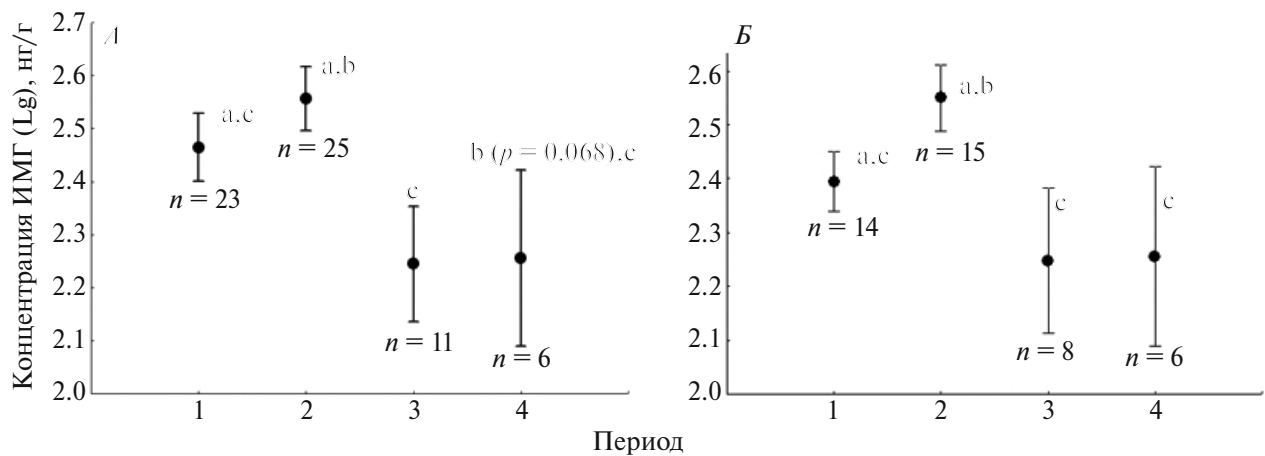 Концентрация ИМГ (Lg), нг/г
2.7
2.6
2.5
2.4
2.3
2.2
2.1
2.0
А
a,c
n = 23
a,b
n = 25
c
n = 11
b (p = 0.068),c
n = 6
1 2 3 4
Б
2.6
2.5
2.4
2.3
2.2
2.1
2.0
a,c
n = 14
a,b
n = 15
c
n = 8
c
n = 6
1 2 3 4
Период